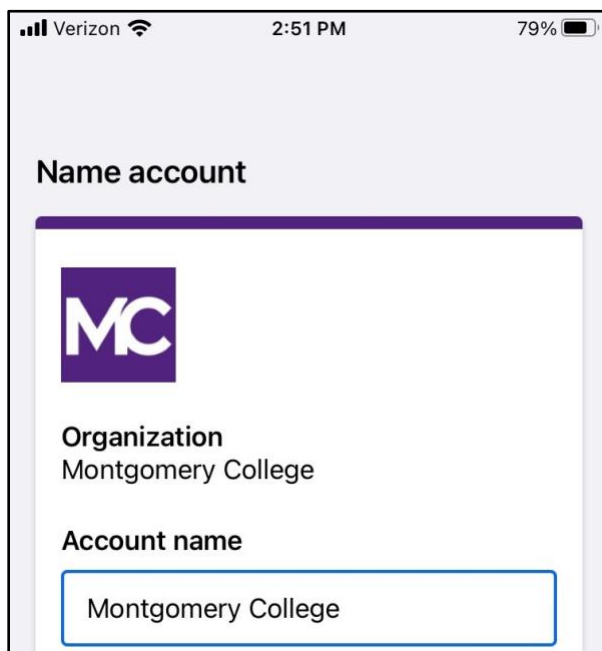 Verizon 2:51 PM 79%
Name account
MC
Organization
Montgomery College
Account name
Montgomery College